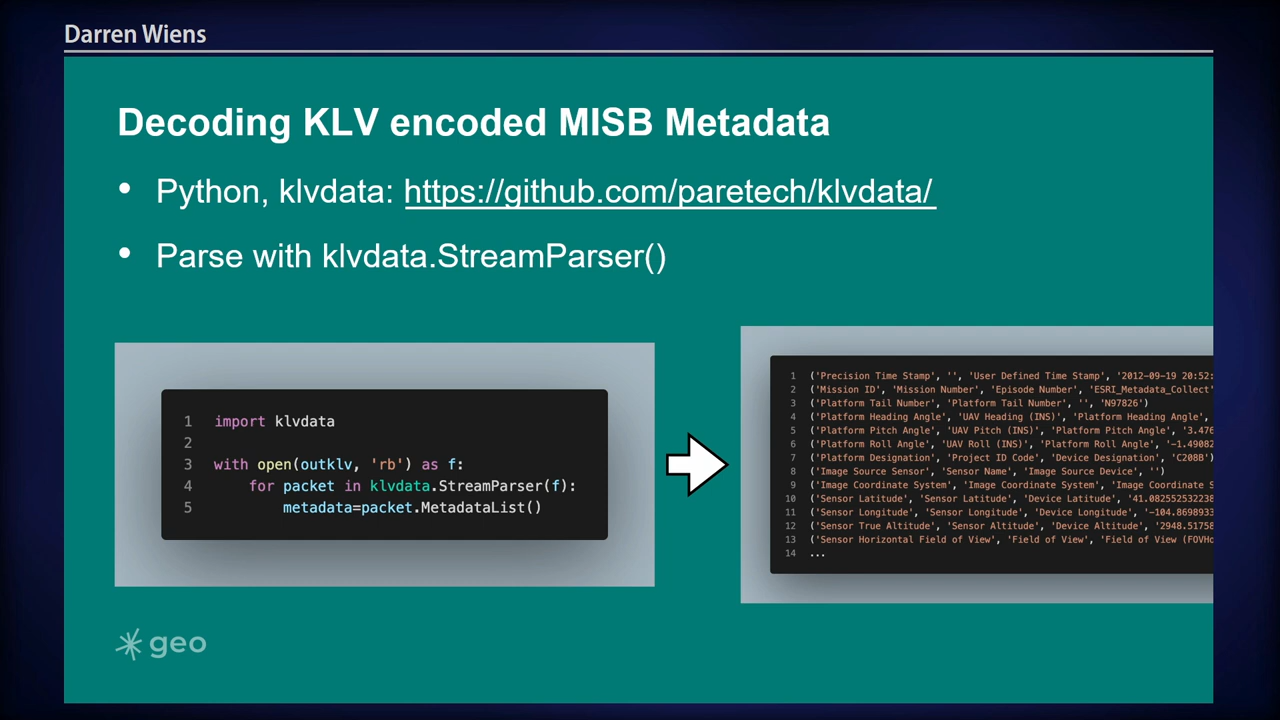 Darren Wiens
Decoding KLV encoded MISB Metadata
• Python, klvdata: https://github.com/paretech/klvdata/
• Parse with klvdata.StreamParser()
1 import klvdata
2
3 with open(outklv, 'rb') as f:
4 for packet in klvdata.StreamParser(f):
5 metadata=packet.MetadataList()
1 ('Precision Time Stamp', '', 'User Defined Time Stamp', '2012-09-19 20:52:
2 ('Mission ID', 'Mission Number', 'Episode Number', 'ESRI_Metadata_Collect'
3 ('Platform Tail Number', 'Platform Tail Number', '', 'N97826')
4 ('Platform Heading Angle', 'UAV Heading (INS)', 'Platform Heading Angle',
5 ('Platform Pitch Angle', 'UAV Pitch (INS)', 'Platform Pitch Angle', '3.476
6 ('Platform Roll Angle', 'UAV Roll (INS)', 'Platform Roll Angle', '-1.49082
7 ('Platform Designation', 'Project ID Code', 'Device Designation', 'C208B')
8 ('Image Source Sensor', 'Sensor Name', 'Image Source Device', '')
9 ('Image Coordinate System', 'Image Coordinate System', 'Image Coordinate S
10 ('Sensor Latitude', 'Sensor Latitude', 'Device Latitude', '41.082552532238
11 ('Sensor Longitude', 'Sensor Longitude', 'Device Longitude', '-104.8698933
12 ('Sensor True Altitude', 'Sensor Altitude', 'Device Altitude', '2948.51758
13 ('Sensor Horizontal Field of View', 'Field of View', 'Field of View (FOVHo
14 ...
geo